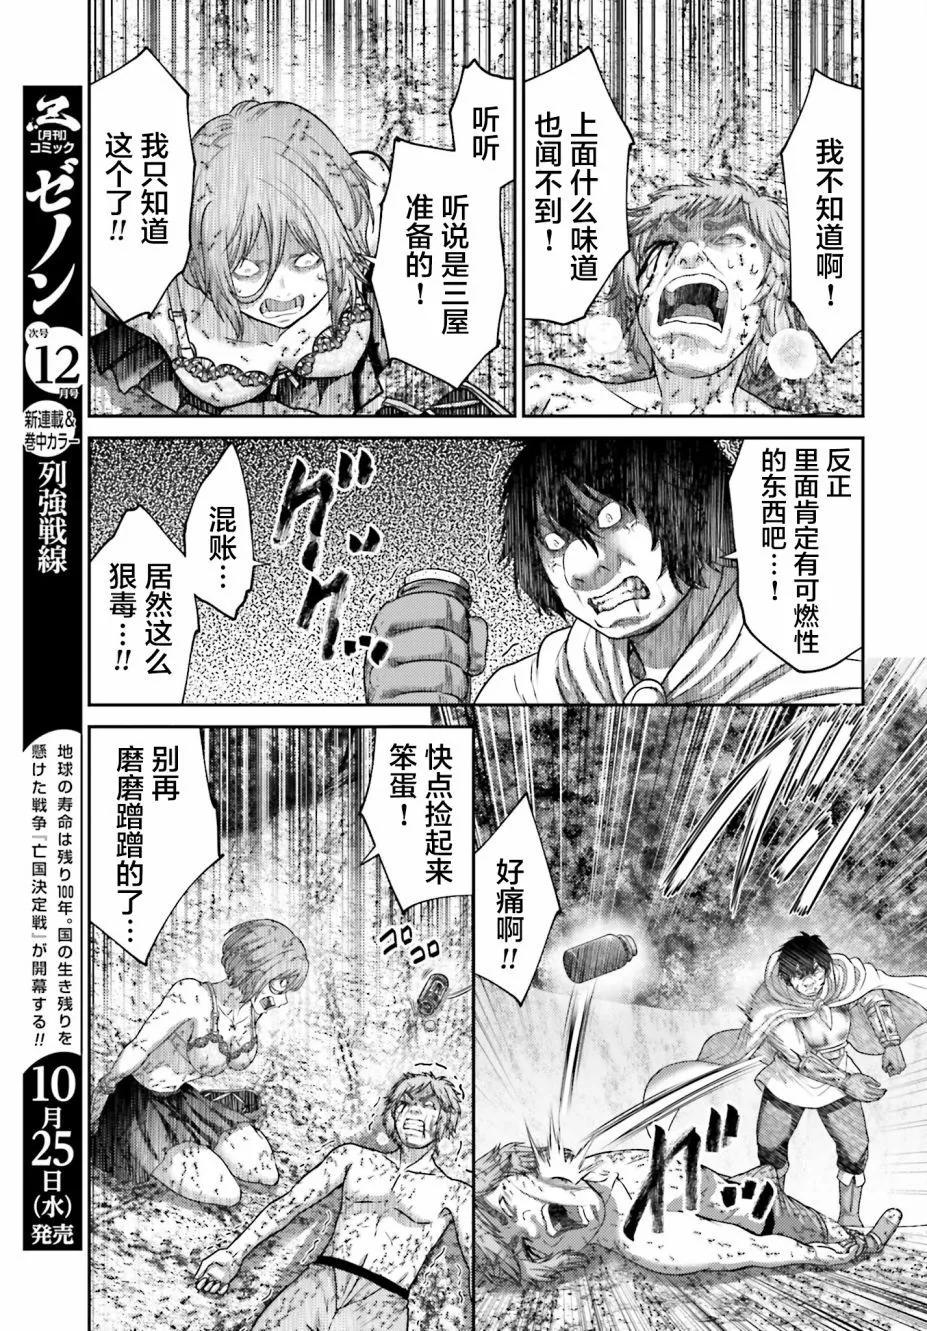 我不知道啊！
上面什么味道
也闻不到！
听听
听说是三屋
准备的！
我只知道
这个了!!
反正
里面肯定有可燃性
的东西吧…！
混账…
居然这么
狠毒…!!
好痛啊!!
快点捡起来
笨蛋！
别再
磨磨蹭蹭的了…
ゴロゴロ
[月刊]
コミック
ゼノン
次号
12
月号
新連載&
巻中カラー
列強戦線
地球の寿命は残り100年。国の生き残りを
懸けた戦争『亡国決定戦』が開幕する!!
10月25日(水)
発売